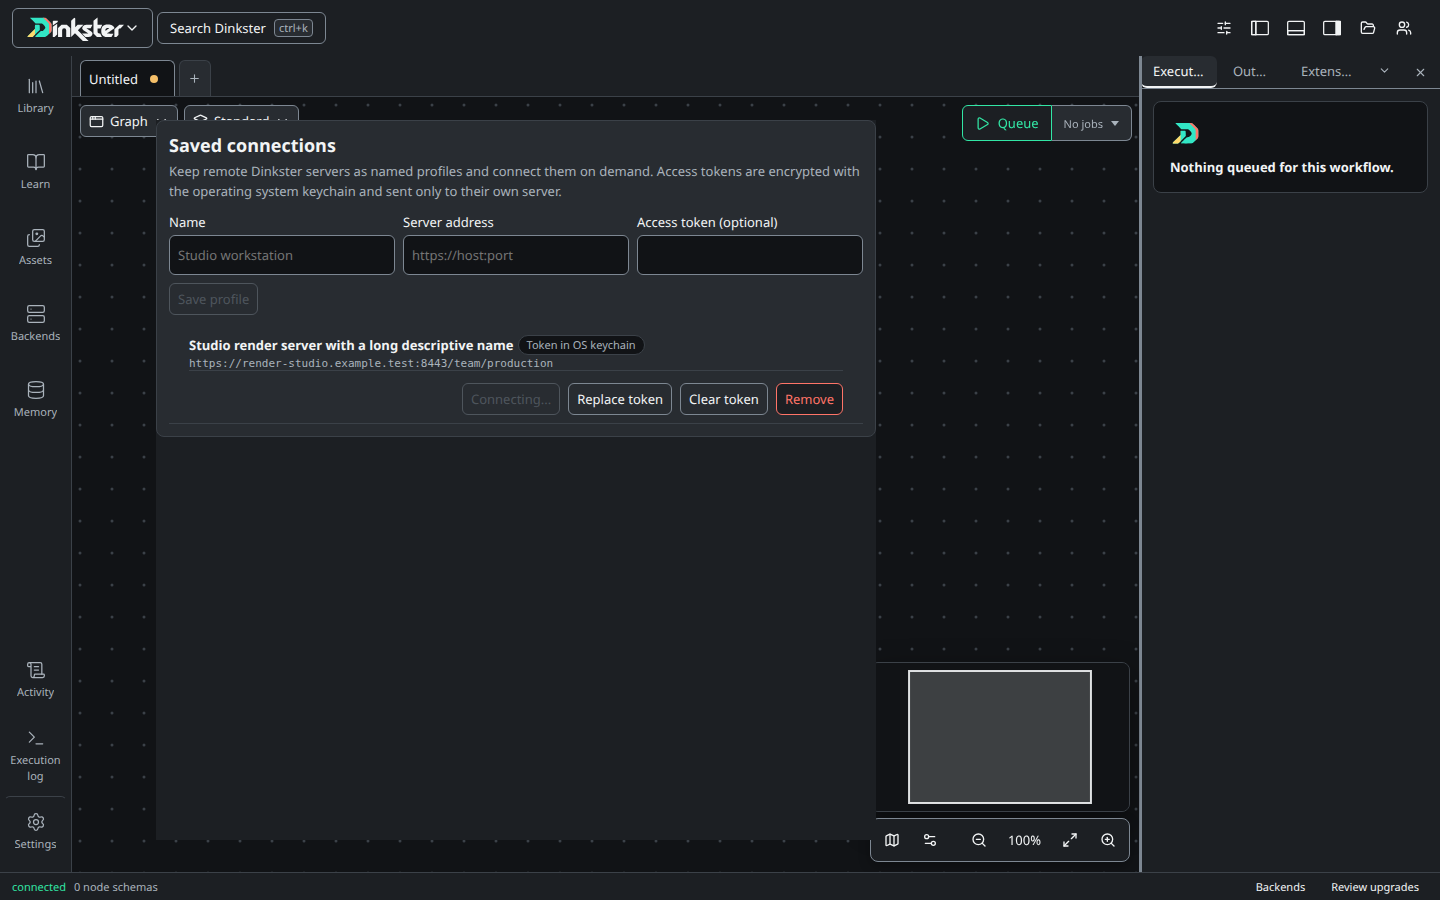 Dinkster
Search Dinkster ctrl+k
Library
Learn
Assets
Backends
Memory
Activity
Execution
log
Settings
Untitled
+
Graph
Standard
Queue
No jobs
Saved connections
Keep remote Dinkster servers as named profiles and connect them on demand. Access tokens are encrypted with
the operating system keychain and sent only to their own server.
Name
Server address
Access token (optional)
Studio workstation
https://host:port
Save profile
Studio render server with a long descriptive name Token in OS keychain
https://render-studio.example.test:8443/team/production
Connecting...
Replace token
Clear token
Remove
100%
Execut...
Out...
Extens...
Nothing queued for this workflow.
connected 0 node schemas
Backends
Review upgrades